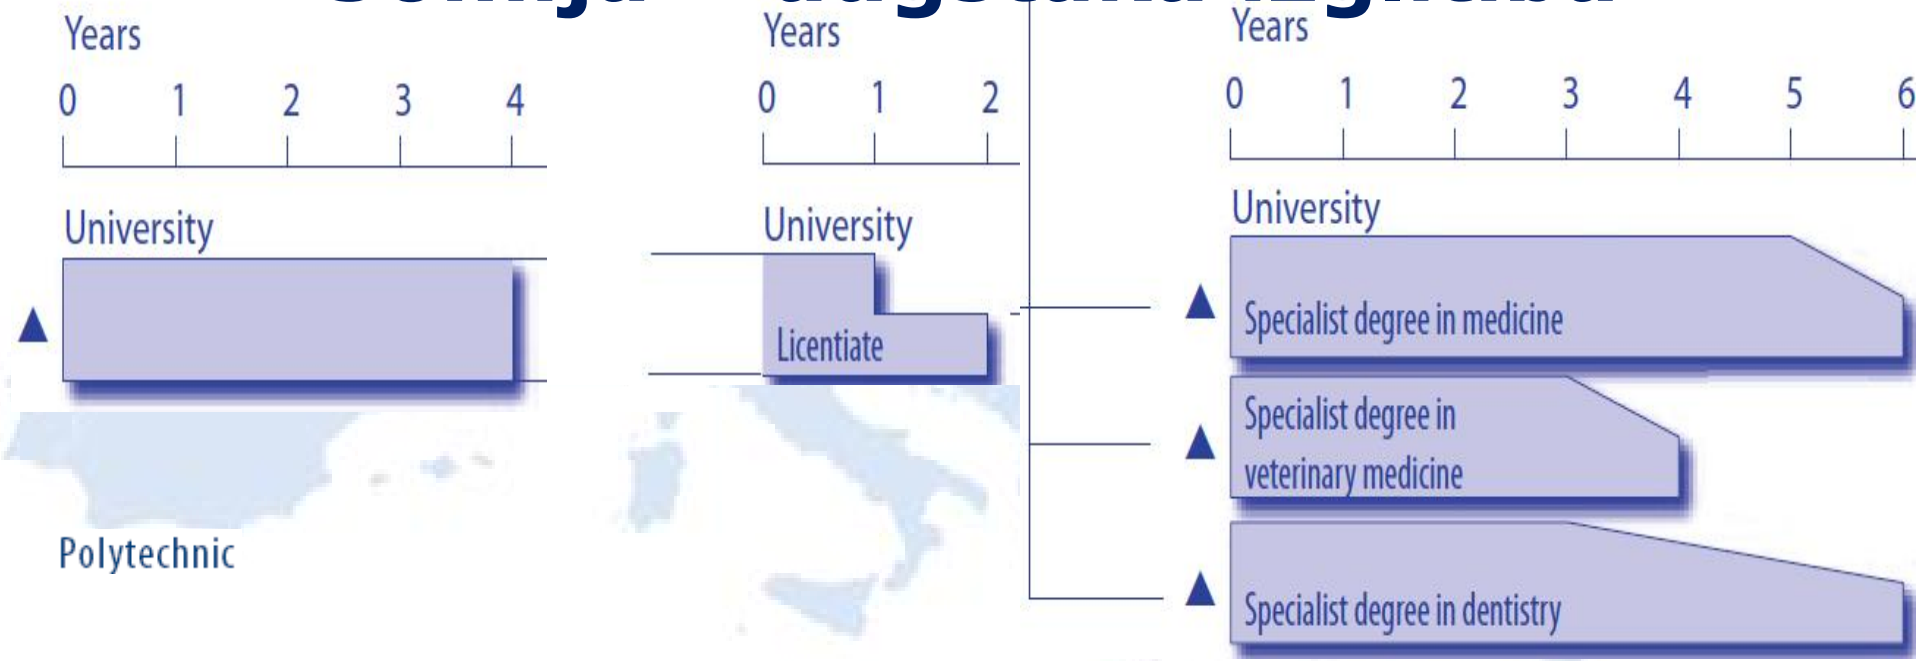 Years
0 1 2 3 4
University
Polytechnic
Years
0 1 2
University
Licentiate
Years
0 1 2 3 4 5 6
University
Specialist degree in medicine
Specialist degree in
veterinary medicine
Specialist degree in dentistry